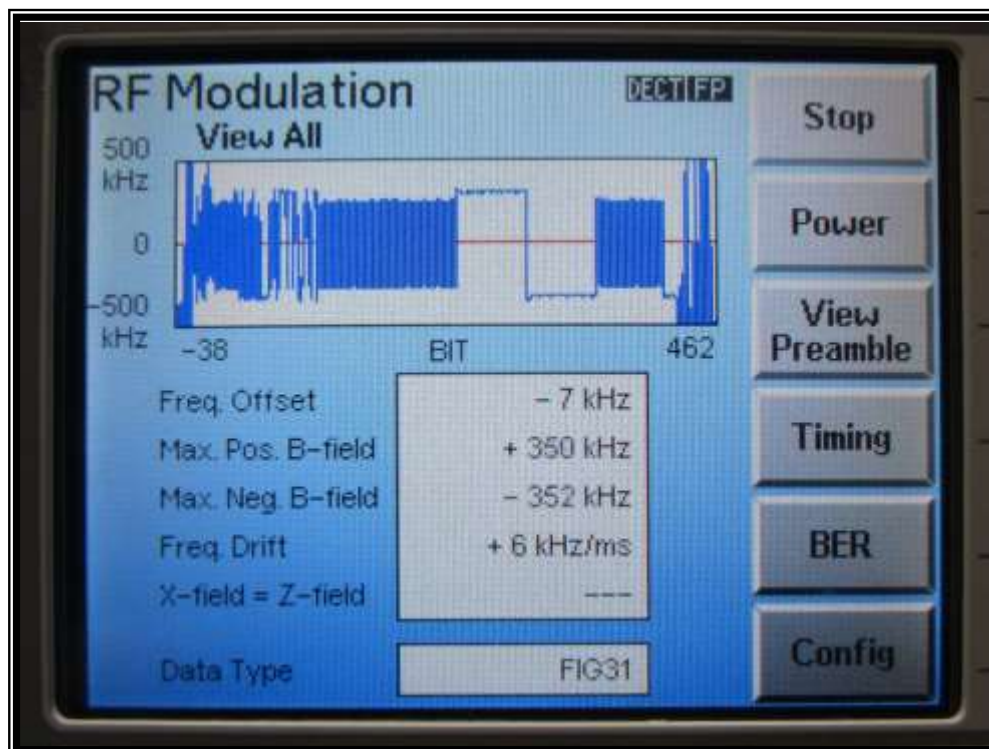 RF Modulation DECT FP
View All
500
kHz
0
-500
kHz
-38 BIT 462
Freq. Offset - 7 kHz
Max. Pos. B-field + 350 kHz
Max. Neg. B-field - 352 kHz
Freq. Drift + 6 kHz/ms
X-field = Z-field ---
Data Type FIG31
Stop
Power
View
Preamble
Timing
BER
Config